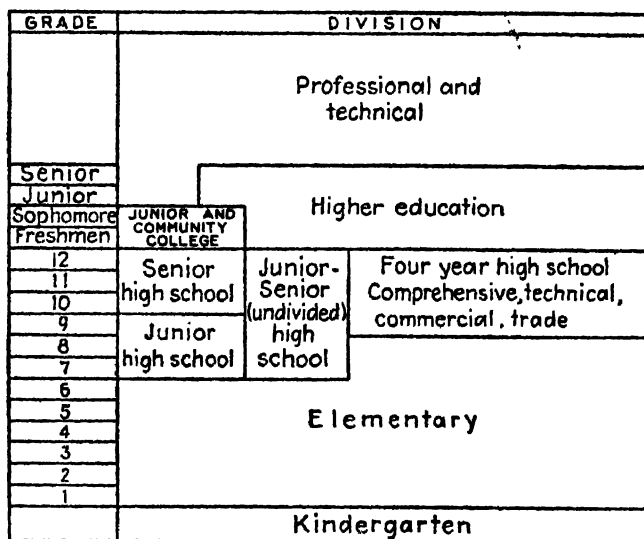 GRADE
DIVISION
Professional and
technical
Senior
Junior
Sophomore
Freshmen
JUNIOR AND
COMMUNITY
COLLEGE
Higher education
12
11
10
9
8
7
6
5
4
3
2
1
Senior
high school
Junior
high school
Junior-
Senior
(undivided)
high
school
Four year high school
Comprehensive, technical,
commercial, trade
Elementary
Kindergarten